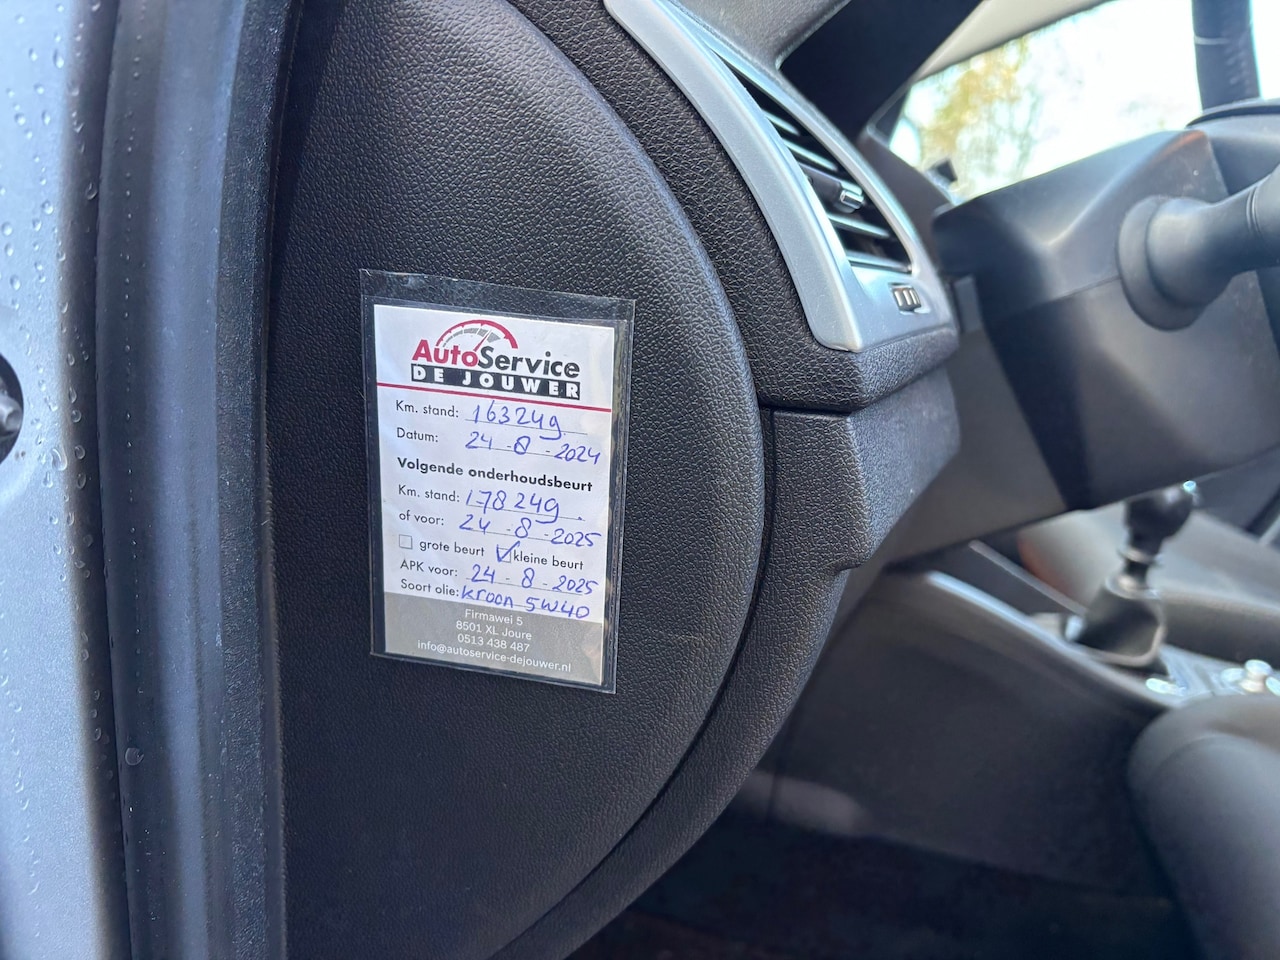 AutoService
DE JOUWER
Km. stand: 163249
Datum: 24-8-2024
Volgende onderhoudsbeurt
Km. stand: 178249
of voor: 24-8-2025
grote beurt kleine beurt
APK voor: 24-8-2025
Soort olie: Kroon 5W40
Firmawei 5
8501 XL Joure
0513 438 487
info@autoservice-dejouwer.nl